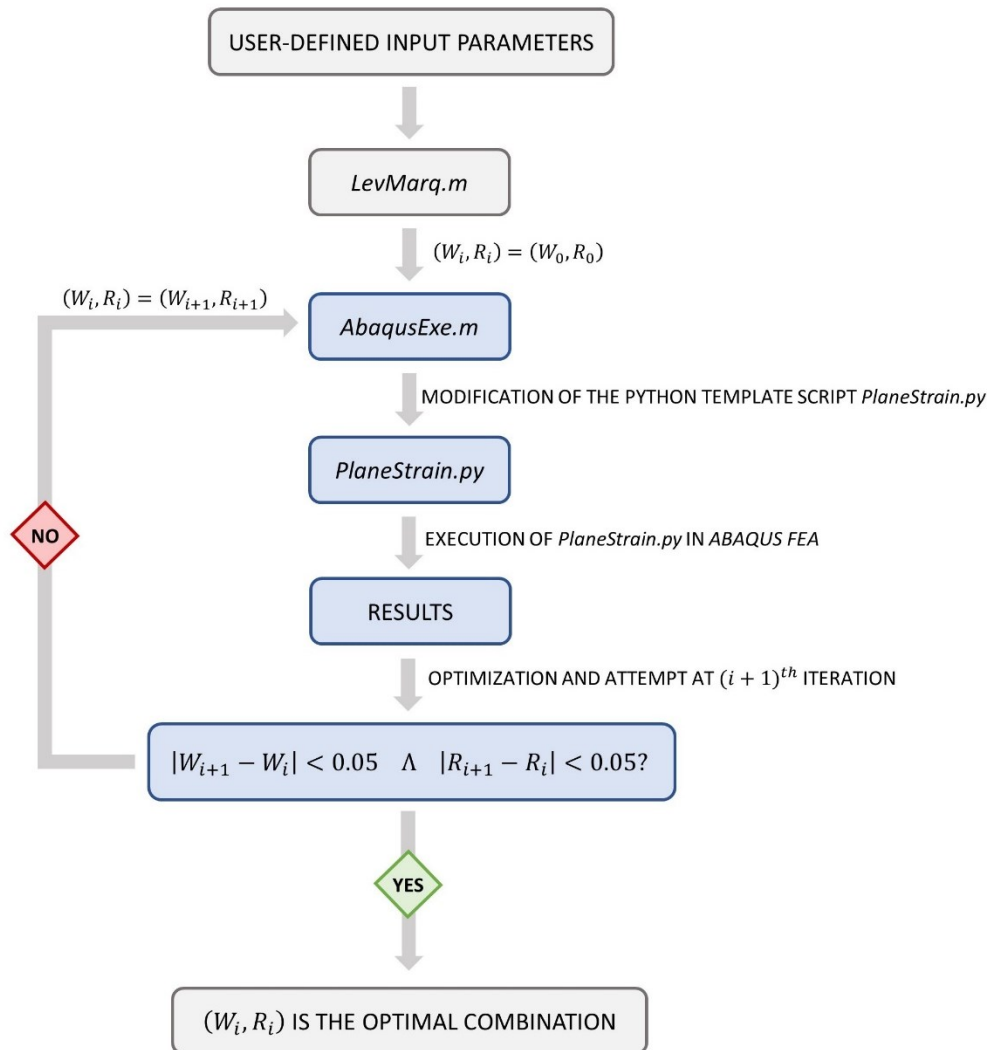 USER-DEFINED INPUT PARAMETERS
LevMarq.m
(W_i, R_i) = (W_0, R_0)
(W_i, R_i) = (W_{i+1}, R_{i+1})
AbaqusExe.m
MODIFICATION OF THE PYTHON TEMPLATE SCRIPT PlaneStrain.py
PlaneStrain.py
NO
EXECUTION OF PlaneStrain.py IN ABAQUS FEA
RESULTS
OPTIMIZATION AND ATTEMPT AT (i + 1)^{th} ITERATION
|W_{i+1} − W_i| < 0.05 Λ |R_{i+1} − R_i| < 0.05?
YES
(W_i, R_i) IS THE OPTIMAL COMBINATION